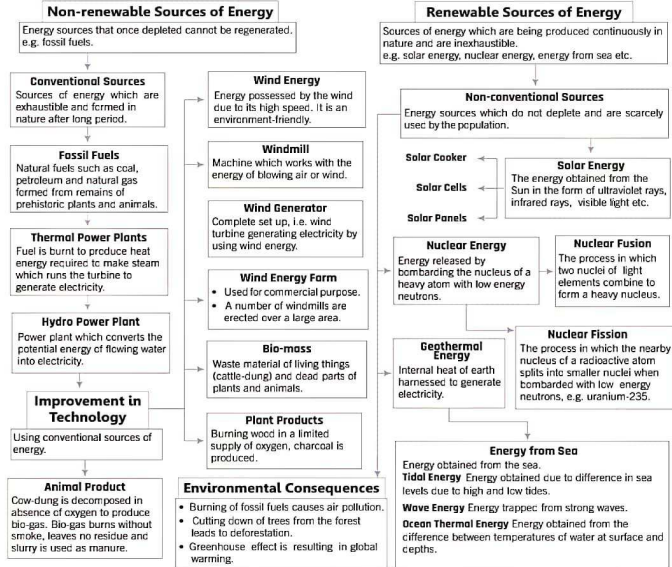 Non-renewable Sources of Energy
Energy sources that once depleted cannot be regenerated.
e.g. fossil fuels.
Conventional Sources
Sources of energy which are
exhaustible and formed in
nature after long period.
Fossil Fuels
Natural fuels such as coal,
petroleum and natural gas
formed from remains of
prehistoric plants and animals.
Thermal Power Plants
Fuel is burnt to produce heat
energy required to make steam
which runs the turbine to
generate electricity.
Hydro Power Plant
Power plant which converts the
potential energy of flowing water
into electricity.
Improvement in
Technology
Using conventional sources of
energy.
Animal Product
Cow-dung is decomposed in
absence of oxygen to produce
bio-gas. Bio-gas burns without
smoke, leaves no residue and
slurry is used as manure.
Wind Energy
Energy possessed by the wind
due to its high speed. It is an
environment-friendly.
Windmill
Machine which works with the
energy of blowing air or wind.
Wind Generator
Complete set up, i.e. wind
turbine generating electricity by
using wind energy.
Wind Energy Farm
• Used for commercial purpose.
• A number of windmills are
erected over a large area.
Bio-mass
Waste material of living things
(cattle-dung) and dead parts of
plants and animals.
Plant Products
Burning wood in a limited
supply of oxygen, charcoal is
produced.
Environmental Consequences
• Burning of fossil fuels causes air pollution.
• Cutting down of trees from the forest
leads to deforestation.
• Greenhouse effect is resulting in global
warming.
Renewable Sources of Energy
Sources of energy which are being produced continuously in
nature and are inexhaustible.
e.g. solar energy, nuclear energy, energy from sea etc.
Non-conventional Sources
Energy sources which do not deplete and are scarcely
used by the population.
Solar Cooker
Solar Cells
Solar Panels
Solar Energy
The energy obtained from the
Sun in the form of ultraviolet rays,
infrared rays, visible light etc.
Nuclear Energy
Energy released by
bombarding the nucleus of a
heavy atom with low energy
neutrons.
Nuclear Fusion
The process in which
two nuclei of light
elements combine to
form a heavy nucleus.
Nuclear Fission
The process in which the nearby
nucleus of a radioactive atom
splits into smaller nuclei when
bombarded with low energy
neutrons, e.g. uranium-235.
Geothermal
Energy
Internal heat of earth
harnessed to generate
electricity.
Energy from Sea
Energy obtained from the sea.
Tidal Energy Energy obtained due to difference in sea
levels due to high and low tides.
Wave Energy Energy trapped from strong waves.
Ocean Thermal Energy Energy obtained from the
difference between temperatures of water at surface and
depths.